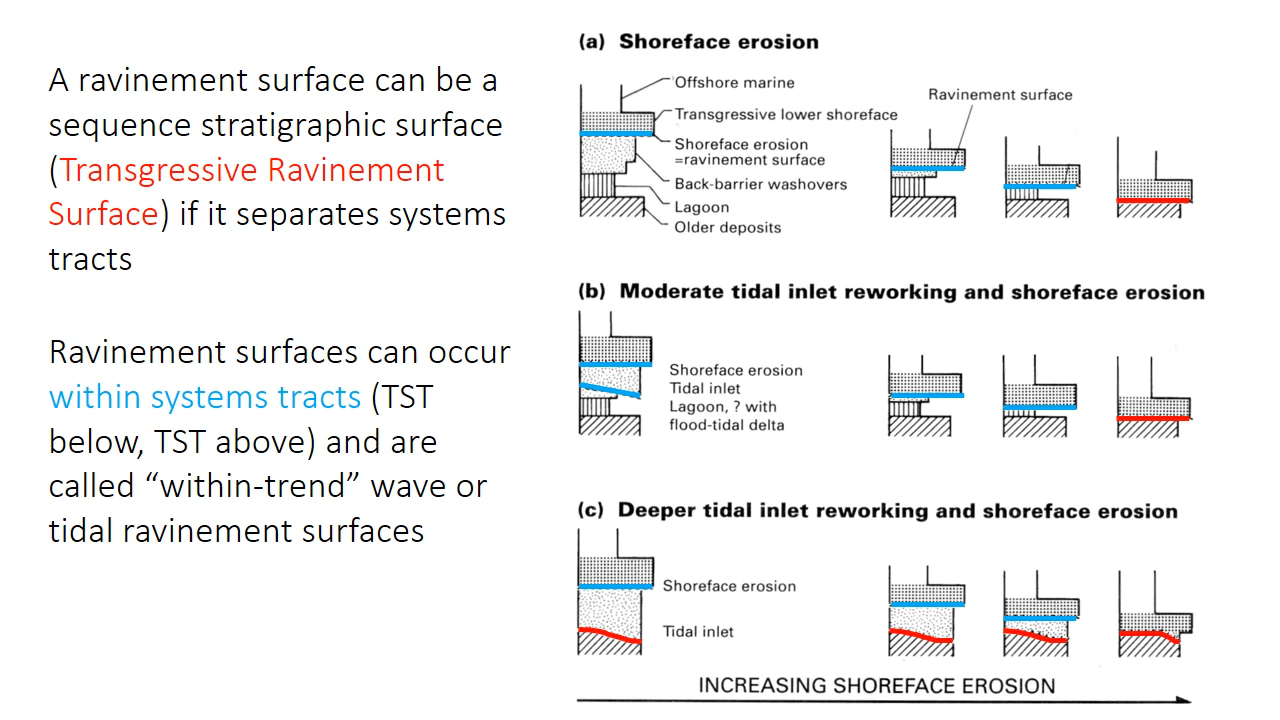 A ravinement surface can be a
sequence stratigraphic surface
(Transgressive Ravinement
Surface) if it separates systems
tracts
Ravinement surfaces can occur
within systems tracts (TST
below, TST above) and are
called “within-trend” wave or
tidal ravinement surfaces
(a) Shoreface erosion
Offshore marine
Transgressive lower shoreface
Shoreface erosion
=ravinement surface
Back-barrier washovers
Lagoon
Older deposits
Ravinement surface
(b) Moderate tidal inlet reworking and shoreface erosion
Shoreface erosion
Tidal inlet
Lagoon, ? with
flood-tidal delta
(c) Deeper tidal inlet reworking and shoreface erosion
Shoreface erosion
Tidal inlet
INCREASING SHOREFACE EROSION